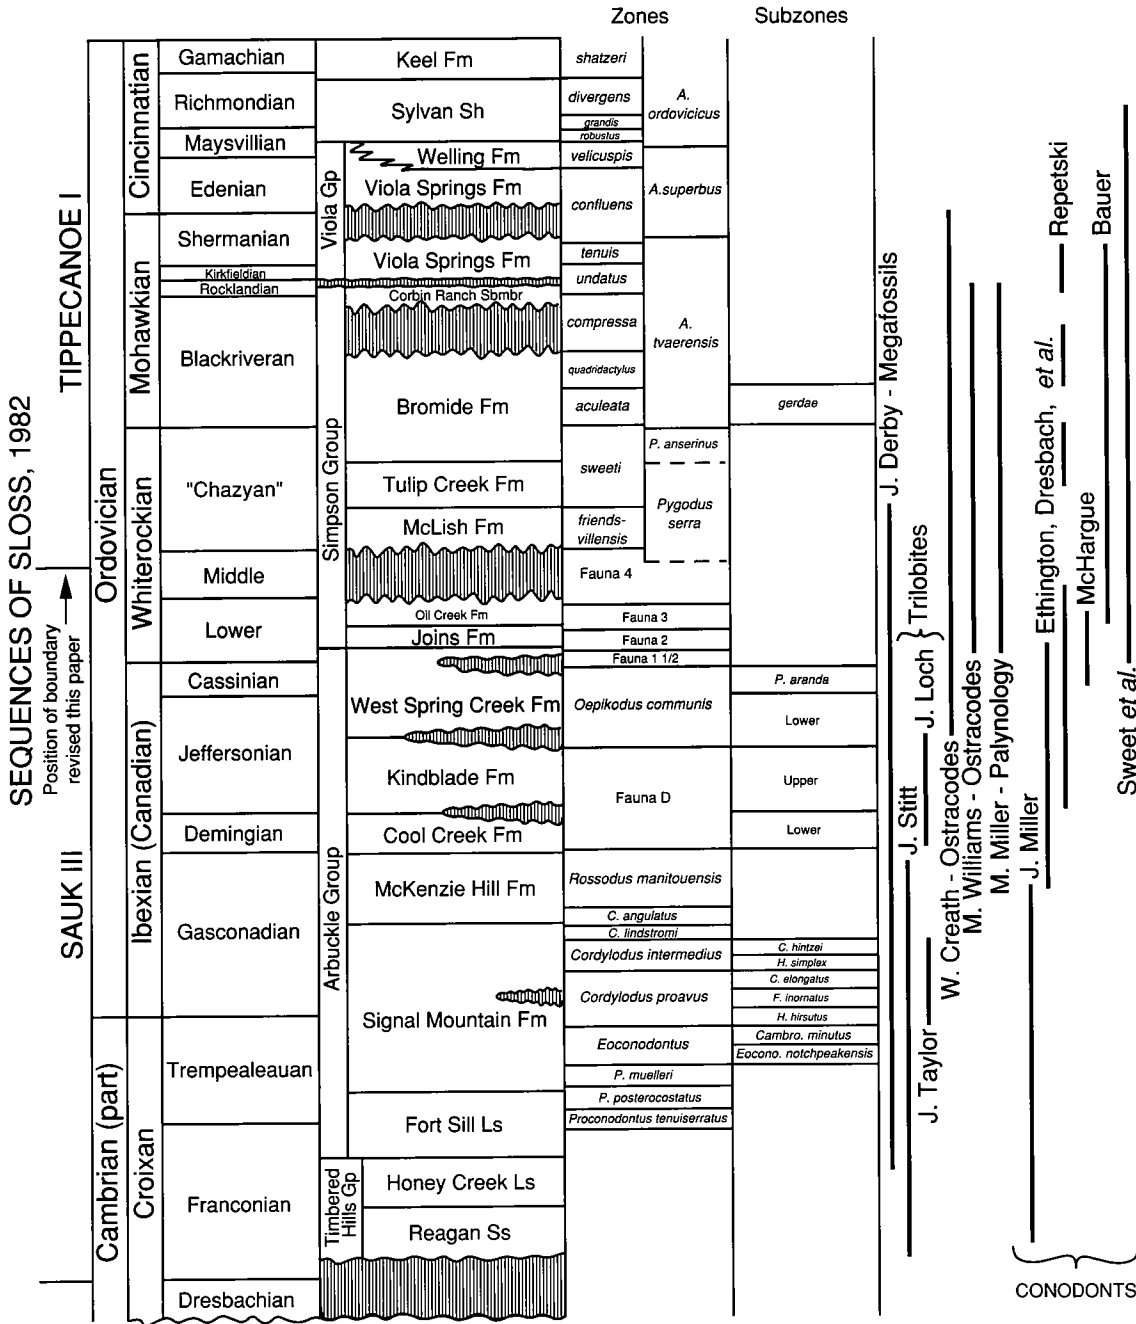 Zones
Subzones
SEQUENCES OF SLOSS, 1982
TIPPECANOE I
Position of boundary
revised this paper
SAUK III
Ordovician
Cambrian (part)
Cincinnatian
Mohawkian
Whiterockian
Ibexian (Canadian)
Croixan
Gamachian
Richmondian
Maysvillian
Edenian
Shermanian
Kirkfieldian
Rocklandian
Blackriveran
"Chazyan"
Middle
Lower
Cassinian
Jeffersonian
Demingian
Gasconadian
Trempealeauan
Franconian
Dresbachian
Viola Gp
Simpson Group
Arbuckle Group
Timbered
Hills Gp
Keel Fm
Sylvan Sh
Welling Fm
Viola Springs Fm
Viola Springs Fm
Corbin Ranch Sbmbr
Bromide Fm
Tulip Creek Fm
McLish Fm
Oil Creek Fm
Joins Fm
West Spring Creek Fm
Kindblade Fm
Cool Creek Fm
McKenzie Hill Fm
Signal Mountain Fm
Fort Sill Ls
Honey Creek Ls
Reagan Ss
shatzeri
divergens
grandis
robustus
velicuspis
confluens
tenuis
undatus
compressa
quadridactylus
aculeata
sweeti
friends-
villensis
Fauna 4
Fauna 3
Fauna 2
Fauna 1 1/2
Oepikodus communis
Fauna D
Rossodus manitouensis
C. angulatus
C. lindstromi
Cordylodus intermedius
Cordylodus proavus
Eoconodontus
P. muelleri
P. posterocostatus
Proconodontus tenuiserratus
A.
ordovicicus
A.superbus
A.
tvaerensis
P. anserinus
Pygodus
serra
gerdae
P. aranda
Lower
Upper
Lower
C. hintzei
H. simplex
C. elongatus
F. inornatus
H. hirsutus
Cambro. minutus
Eocono. notchpeakensis
J. Derby - Megafossils
J. Stitt
J. Taylor
J. Loch
} Trilobites
W. Creath - Ostracodes
M. Williams - Ostracodes
M. Miller - Palynology
J. Miller
Ethington, Dresbach, et al.
Repetski
McHargue
Bauer
Sweet et al.
CONODONTS